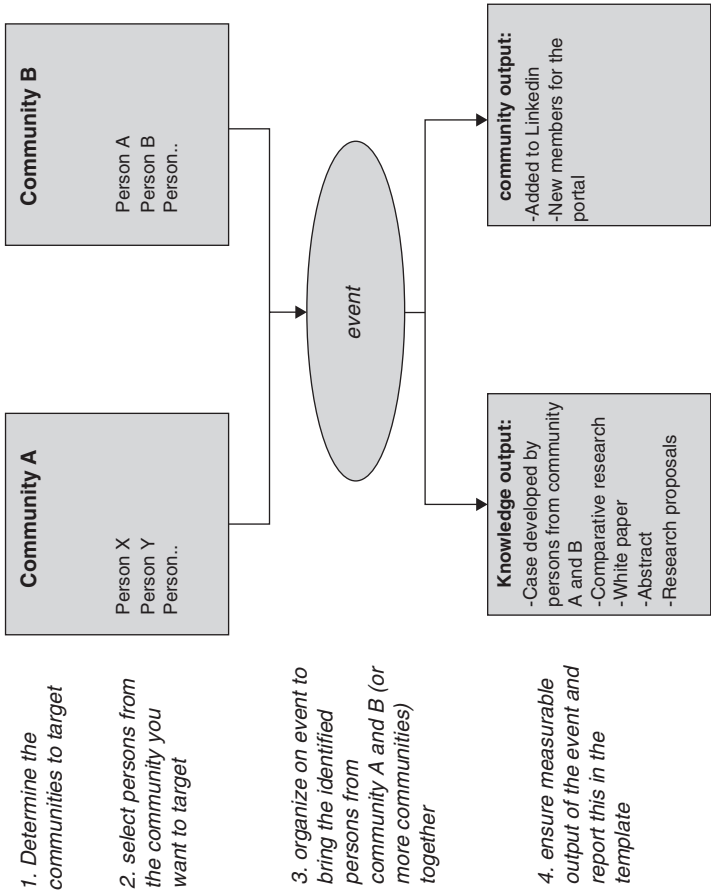 1. Determine the
communities to target
2. select persons from
the community you
want to target
3. organize on event to
bring the identified
persons from
community A and B (or
more communities)
together
4. ensure measurable
output of the event and
report this in the
template
Community A
Person X
Person Y
Person..
Community B
Person A
Person B
Person..
event
Knowledge output:
-Case developed by
persons from community
A and B
-Comparative research
-White paper
-Abstract
-Research proposals
community output:
-Added to Linkedin
-New members for the
portal